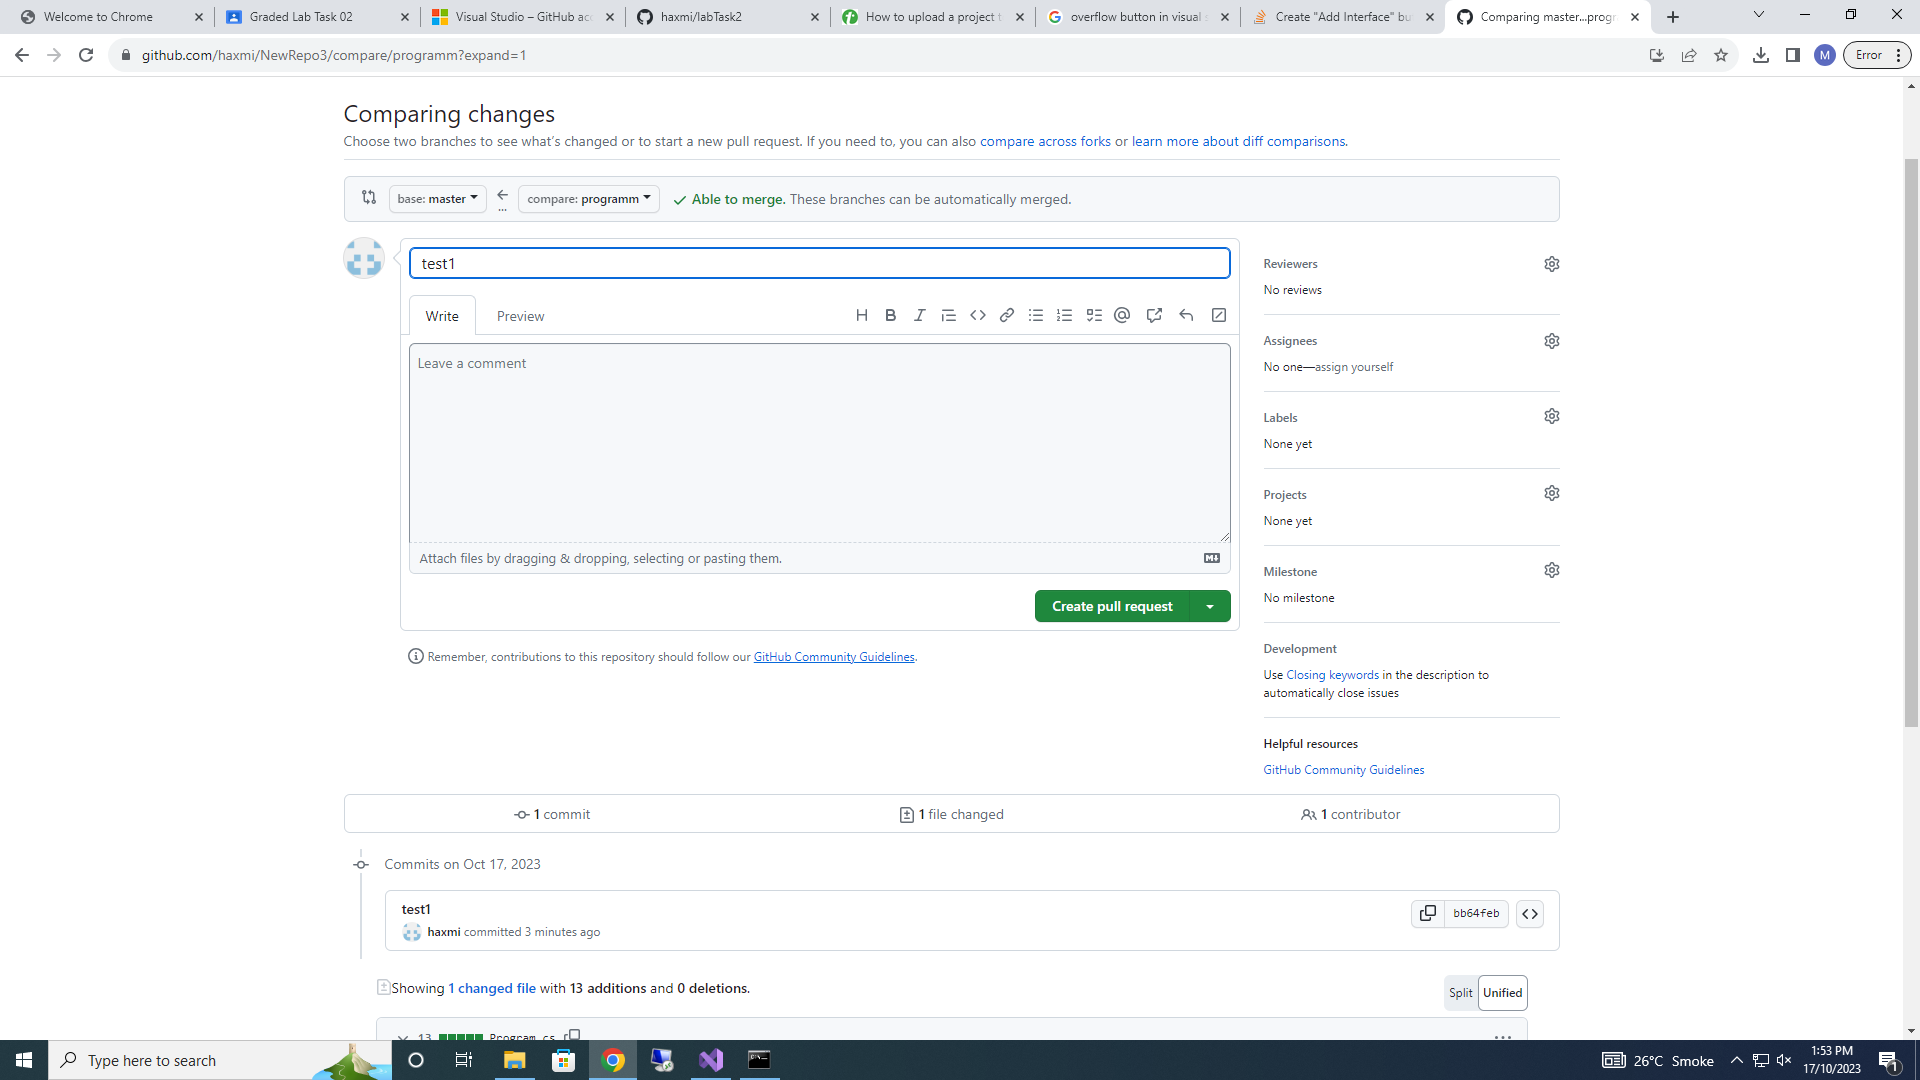 Welcome to Chrome
Graded Lab Task 02
Visual Studio – GitHub acc
haxmi/labTask2
How to upload a project t
overflow button in visual s
Create "Add Interface" bu
Comparing master...progr
github.com/haxmi/NewRepo3/compare/programm?expand=1
M
Error
Comparing changes
Choose two branches to see what's changed or to start a new pull request. If you need to, you can also compare across forks or learn more about diff comparisons.
base: master
compare: programm
Able to merge. These branches can be automatically merged.
test1
Write
Preview
Leave a comment
Attach files by dragging & dropping, selecting or pasting them.
Create pull request
Remember, contributions to this repository should follow our GitHub Community Guidelines.
Reviewers
No reviews
Assignees
No one—assign yourself
Labels
None yet
Projects
None yet
Milestone
No milestone
Development
Use Closing keywords in the description to
automatically close issues
Helpful resources
GitHub Community Guidelines
1 commit
1 file changed
1 contributor
Commits on Oct 17, 2023
test1
haxmi committed 3 minutes ago
bb64feb
Showing 1 changed file with 13 additions and 0 deletions.
Split
Unified
13
Program.cs
Type here to search
26°C Smoke
1:53 PM
17/10/2023
1